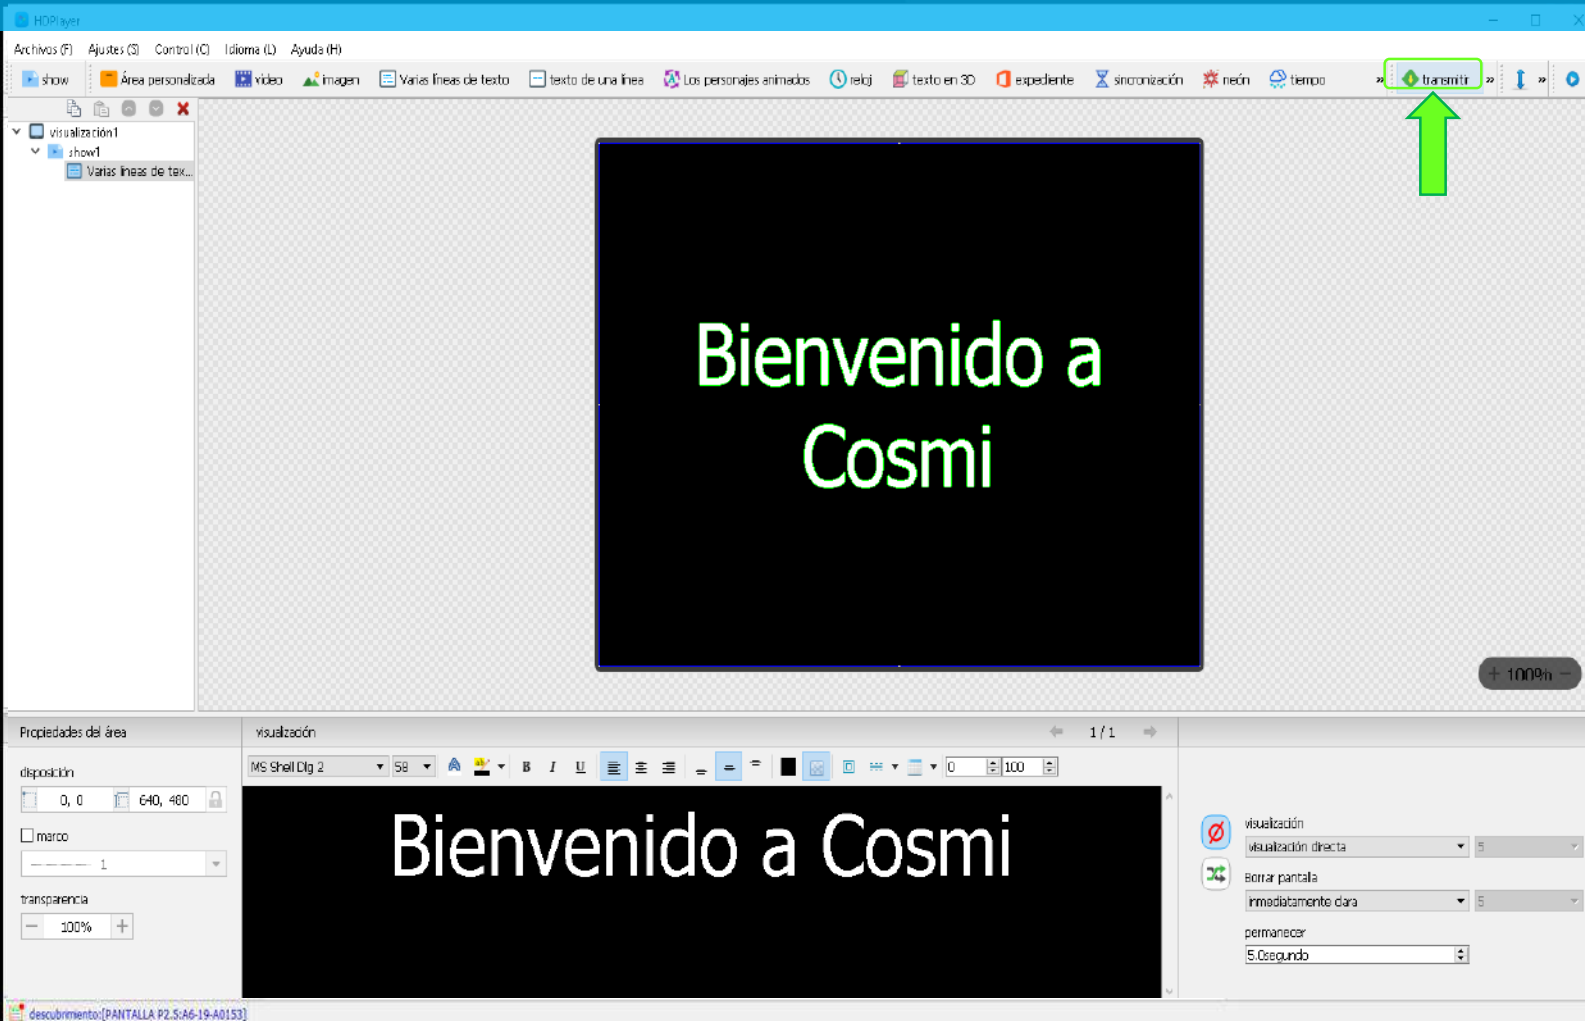 HDPlayer
Archivos (F) Ajustes (S) Control (C) Idioma (L) Ayuda (H)
show Área personalizada vídeo imagen Varias líneas de texto texto de una línea Los personajes animados reloj texto en 3D expediente sincronización neón tiempo » transmitir » »
visualización1
show1
Varias líneas de tex...
Bienvenido a
Cosmi
+ 100% −
Propiedades del área
disposición
0, 0 640, 480
marco
1
transparencia
− 100% +
visualización 1 / 1
MS Shell Dlg 2 58 B I U 0 100
Bienvenido a Cosmi
visualización
visualización directa 5
Borrar pantalla
inmediatamente clara 5
permanecer
5.0segundo
descubrimiento:[PANTALLA P2.5:A6-19-A0153]